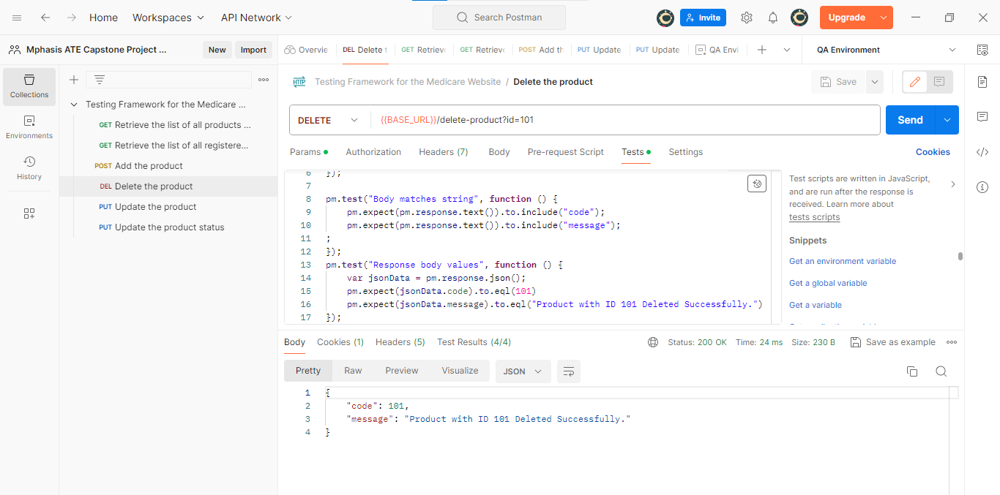 Home Workspaces API Network Search Postman Invite Upgrade
Mphasis ATE Capstone Project ... New Import
Overvie DEL Delete t GET Retriev GET Retriev POST Add th PUT Update PUT Update QA Envi QA Environment
Collections
Environments
History
Testing Framework for the Medicare ...
GET Retrieve the list of all products ...
GET Retrieve the list of all registere...
POST Add the product
DEL Delete the product
PUT Update the product
PUT Update the product status
HTTP Testing Framework for the Medicare Website / Delete the product Save
DELETE {{BASE_URL}}/delete-product?id=101 Send
Params Authorization Headers (7) Body Pre-request Script Tests Settings Cookies
6 });
7
8 pm.test("Body matches string", function () {
9 pm.expect(pm.response.text()).to.include("code");
10 pm.expect(pm.response.text()).to.include("message");
11 ;
12 });
13 pm.test("Response body values", function () {
14 var jsonData = pm.response.json();
15 pm.expect(jsonData.code).to.eql(101)
16 pm.expect(jsonData.message).to.eql("Product with ID 101 Deleted Successfully.")
17 });
Test scripts are written in JavaScript,
and are run after the response is
received. Learn more about
tests scripts
Snippets
Get an environment variable
Get a global variable
Get a variable
Body Cookies (1) Headers (5) Test Results (4/4) Status: 200 OK Time: 24 ms Size: 230 B Save as example
Pretty Raw Preview Visualize JSON
1 {
2 "code": 101,
3 "message": "Product with ID 101 Deleted Successfully."
4 }